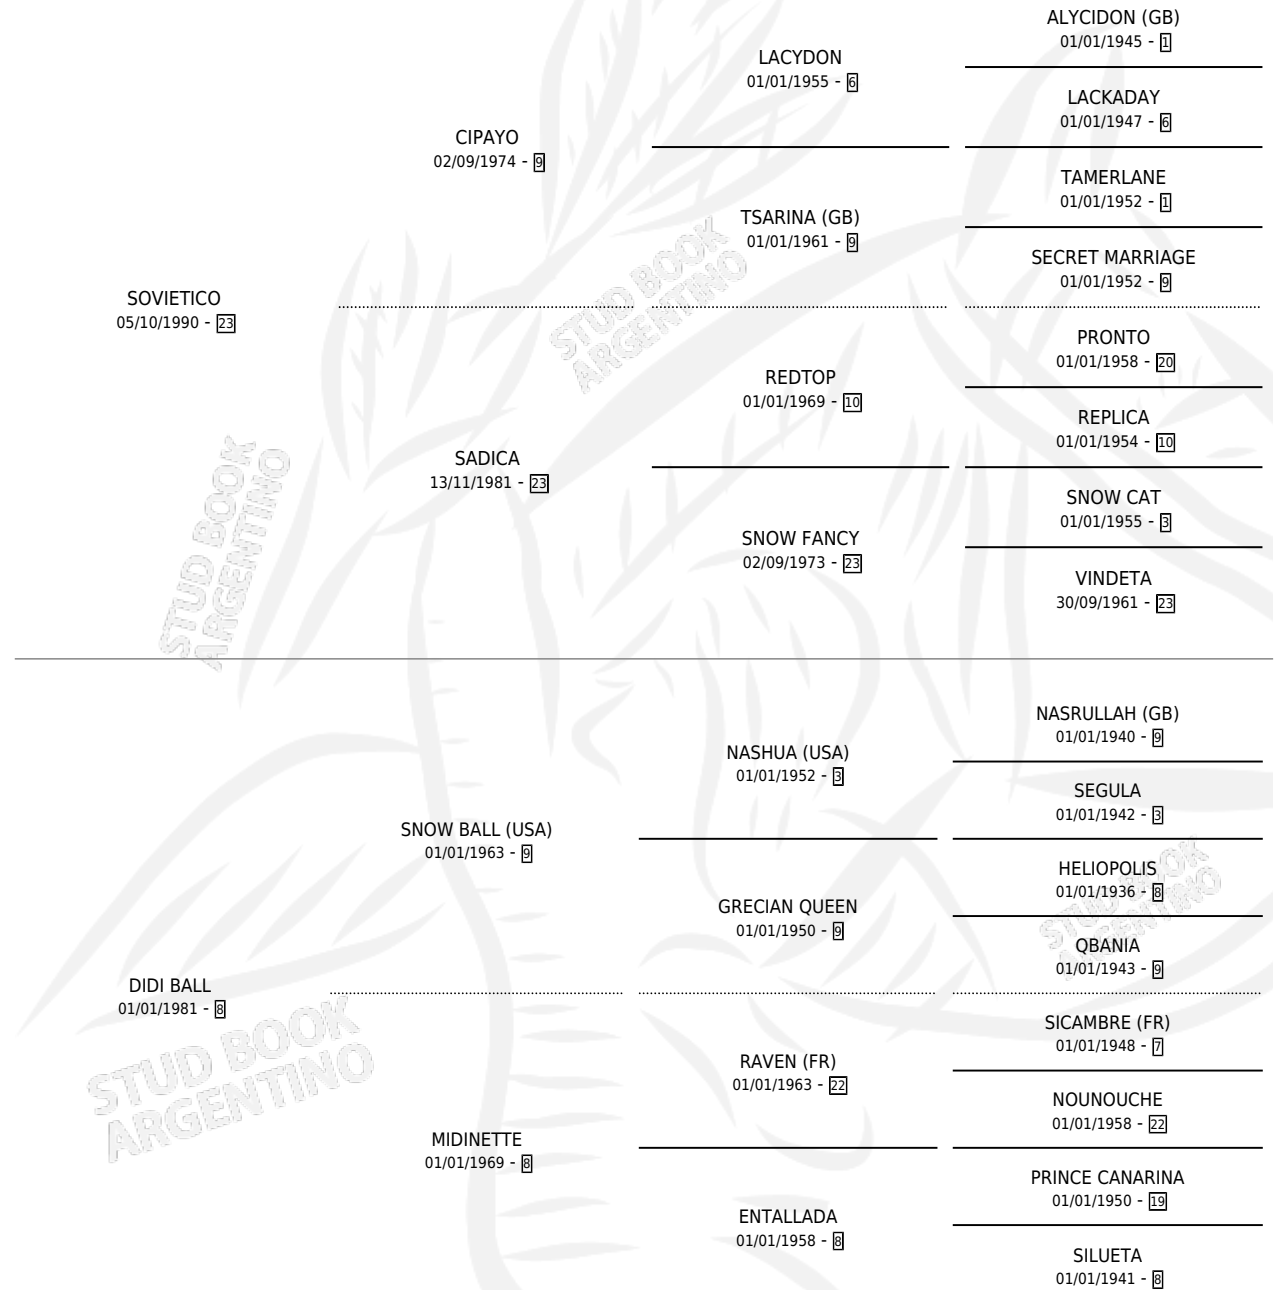 ALYCIDON (GB)
01/01/1945 - 1
LACYDON
01/01/1955 - 6
LACKADAY
01/01/1947 - 6
CIPAYO
02/09/1974 - 9
TAMERLANE
01/01/1952 - 1
TSARINA (GB)
01/01/1961 - 9
SECRET MARRIAGE
01/01/1952 - 9
SOVIETICO
05/10/1990 - 23
PRONTO
01/01/1958 - 20
REDTOP
01/01/1969 - 10
REPLICA
01/01/1954 - 10
SADICA
13/11/1981 - 23
SNOW CAT
01/01/1955 - 3
SNOW FANCY
02/09/1973 - 23
VINDETA
30/09/1961 - 23
STUD BOOK
ARGENTINO
STUD BOOK
ARGENTINO
NASRULLAH (GB)
01/01/1940 - 9
NASHUA (USA)
01/01/1952 - 3
SEGULA
01/01/1942 - 3
SNOW BALL (USA)
01/01/1963 - 9
HELIOPOLIS
01/01/1936 - 8
GRECIAN QUEEN
01/01/1950 - 9
QBANIA
01/01/1943 - 9
DIDI BALL
01/01/1981 - 8
SICAMBRE (FR)
01/01/1948 - 7
RAVEN (FR)
01/01/1963 - 22
NOUNOUCHE
01/01/1958 - 22
MIDINETTE
01/01/1969 - 8
PRINCE CANARINA
01/01/1950 - 19
ENTALLADA
01/01/1958 - 8
SILUETA
01/01/1941 - 8
STUD BOOK
ARGENTINO
STUD BOOK
ARGENTINO